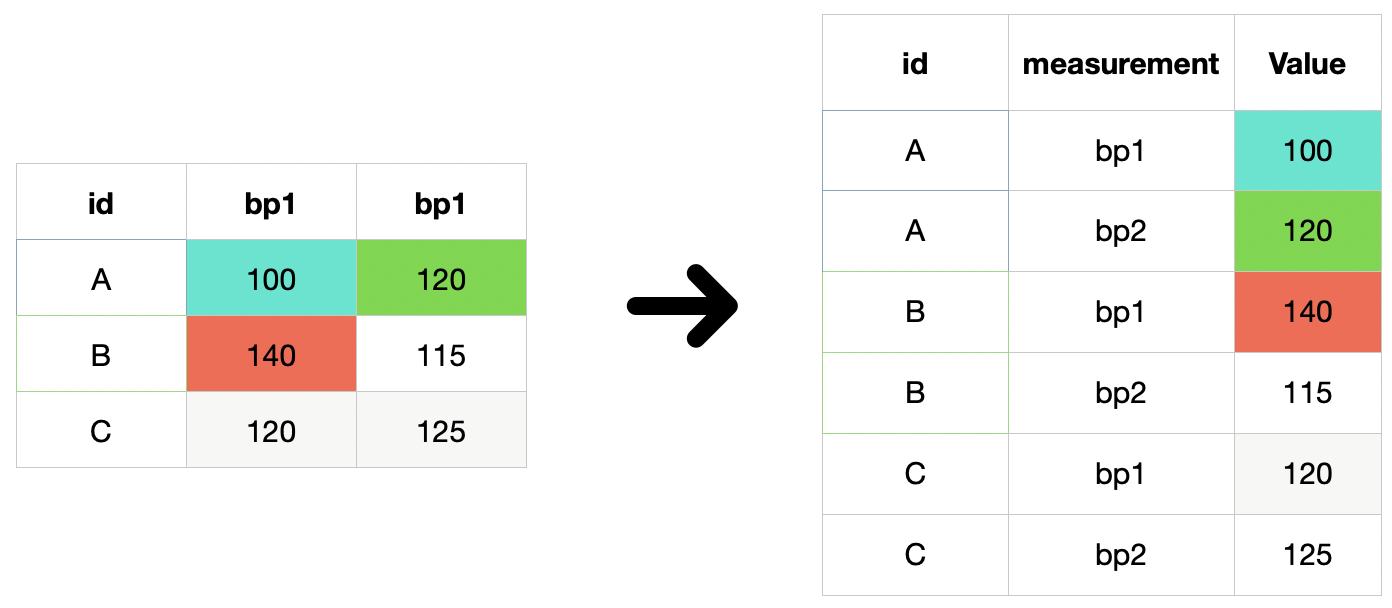 id bp1 bp1
A 100 120
B 140 115
C 120 125
id measurement Value
A bp1 100
A bp2 120
B bp1 140
B bp2 115
C bp1 120
C bp2 125